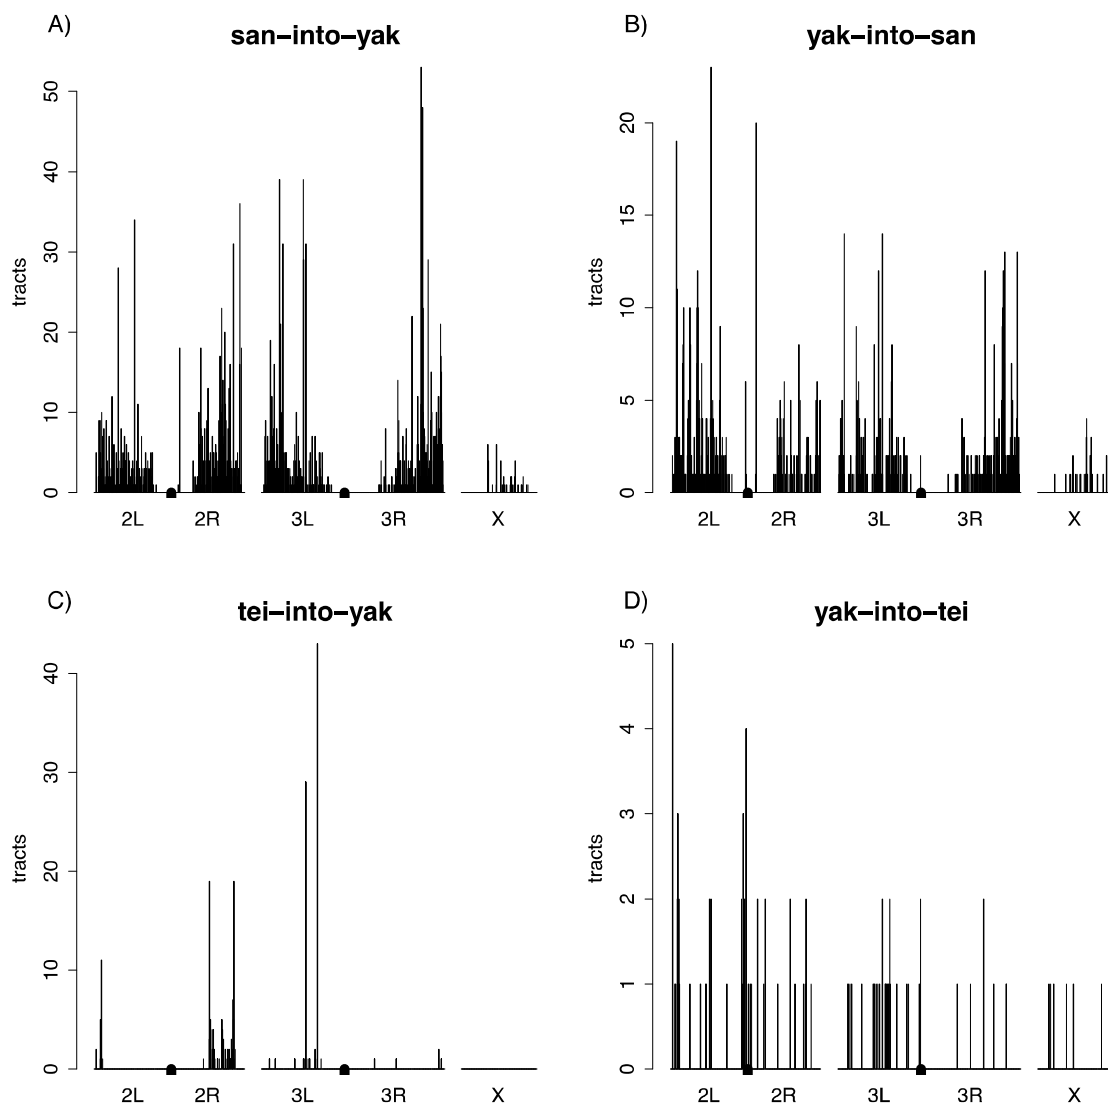 A)
san–into–yak
tracts
0
10
20
30
40
50
2L
2R
3L
3R
X
B)
yak–into–san
tracts
0
5
10
15
20
2L
2R
3L
3R
X
C)
tei–into–yak
tracts
0
10
20
30
40
2L
2R
3L
3R
X
D)
yak–into–tei
tracts
0
1
2
3
4
5
2L
2R
3L
3R
X